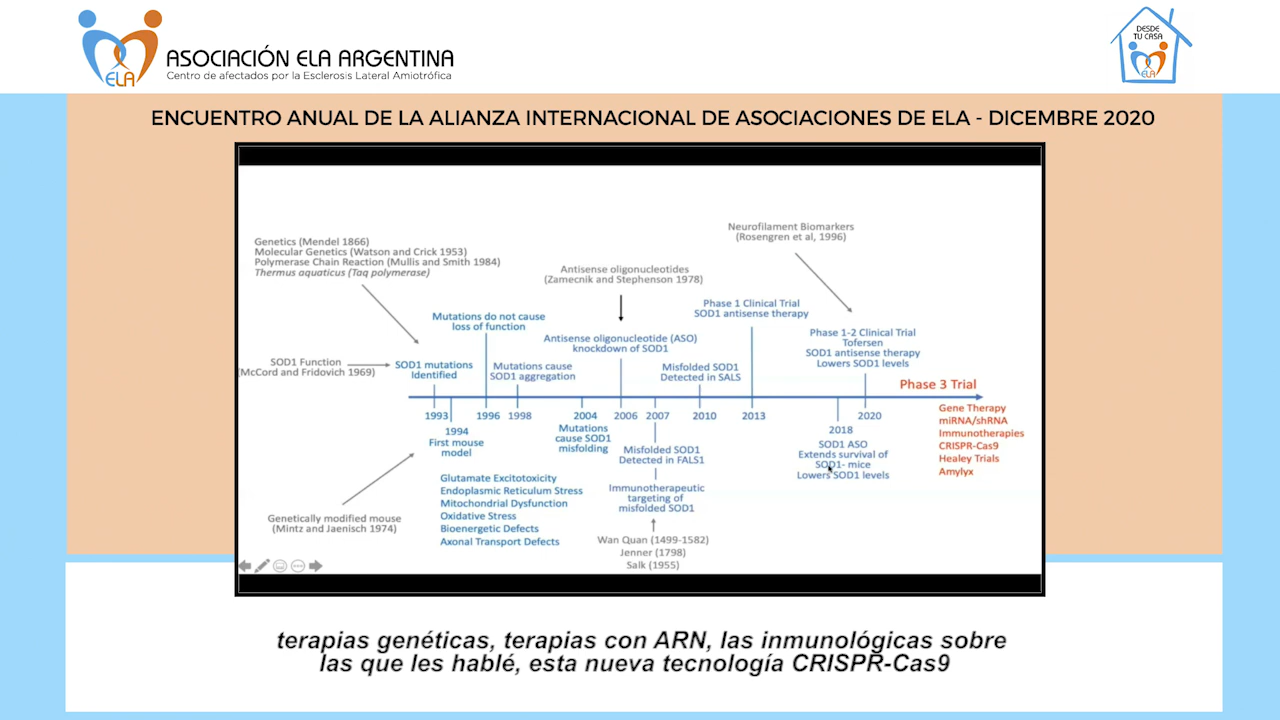 ASOCIACIÓN ELA ARGENTINA
Centro de afectados por la Esclerosis Lateral Amiotrófica
ELA
DESDE
TU CASA
ELA
ENCUENTRO ANUAL DE LA ALIANZA INTERNACIONAL DE ASOCIACIONES DE ELA - DICEMBRE 2020
Neurofilament Biomarkers
(Rosengren et al, 1996)
Genetics (Mendel 1866)
Molecular Genetics (Watson and Crick 1953)
Polymerase Chain Reaction (Mullis and Smith 1984)
Thermus aquaticus (Taq polymerase)
Antisense oligonucleotides
(Zamecnik and Stephenson 1978)
Phase 1 Clinical Trial
SOD1 antisense therapy
Mutations do not cause
loss of function
Antisense oligonucleotide (ASO)
knockdown of SOD1
Phase 1-2 Clinical Trial
Tofersen
SOD1 antisense therapy
Lowers SOD1 levels
SOD1 Function
(McCord and Fridovich 1969)
SOD1 mutations
Identified
Mutations cause
SOD1 aggregation
Misfolded SOD1
Detected in SALS
Phase 3 Trial
1993
1996
1998
2004
2006
2007
2010
2013
2020
1994
First mouse
model
Mutations
cause SOD1
misfolding
Misfolded SOD1
Detected in FALS1
2018
SOD1 ASO
Extends survival of
SOD1- mice
Lowers SOD1 levels
Gene Therapy
miRNA/shRNA
Immunotherapies
CRISPR-Cas9
Healey Trials
Amylyx
Glutamate Excitotoxicity
Endoplasmic Reticulum Stress
Mitochondrial Dysfunction
Oxidative Stress
Bioenergetic Defects
Axonal Transport Defects
Immunotherapeutic
targeting of
misfolded SOD1
Genetically modified mouse
(Mintz and Jaenisch 1974)
Wan Quan (1499-1582)
Jenner (1798)
Salk (1955)
terapias genéticas, terapias con ARN, las inmunológicas sobre
las que les hablé, esta nueva tecnología CRISPR-Cas9